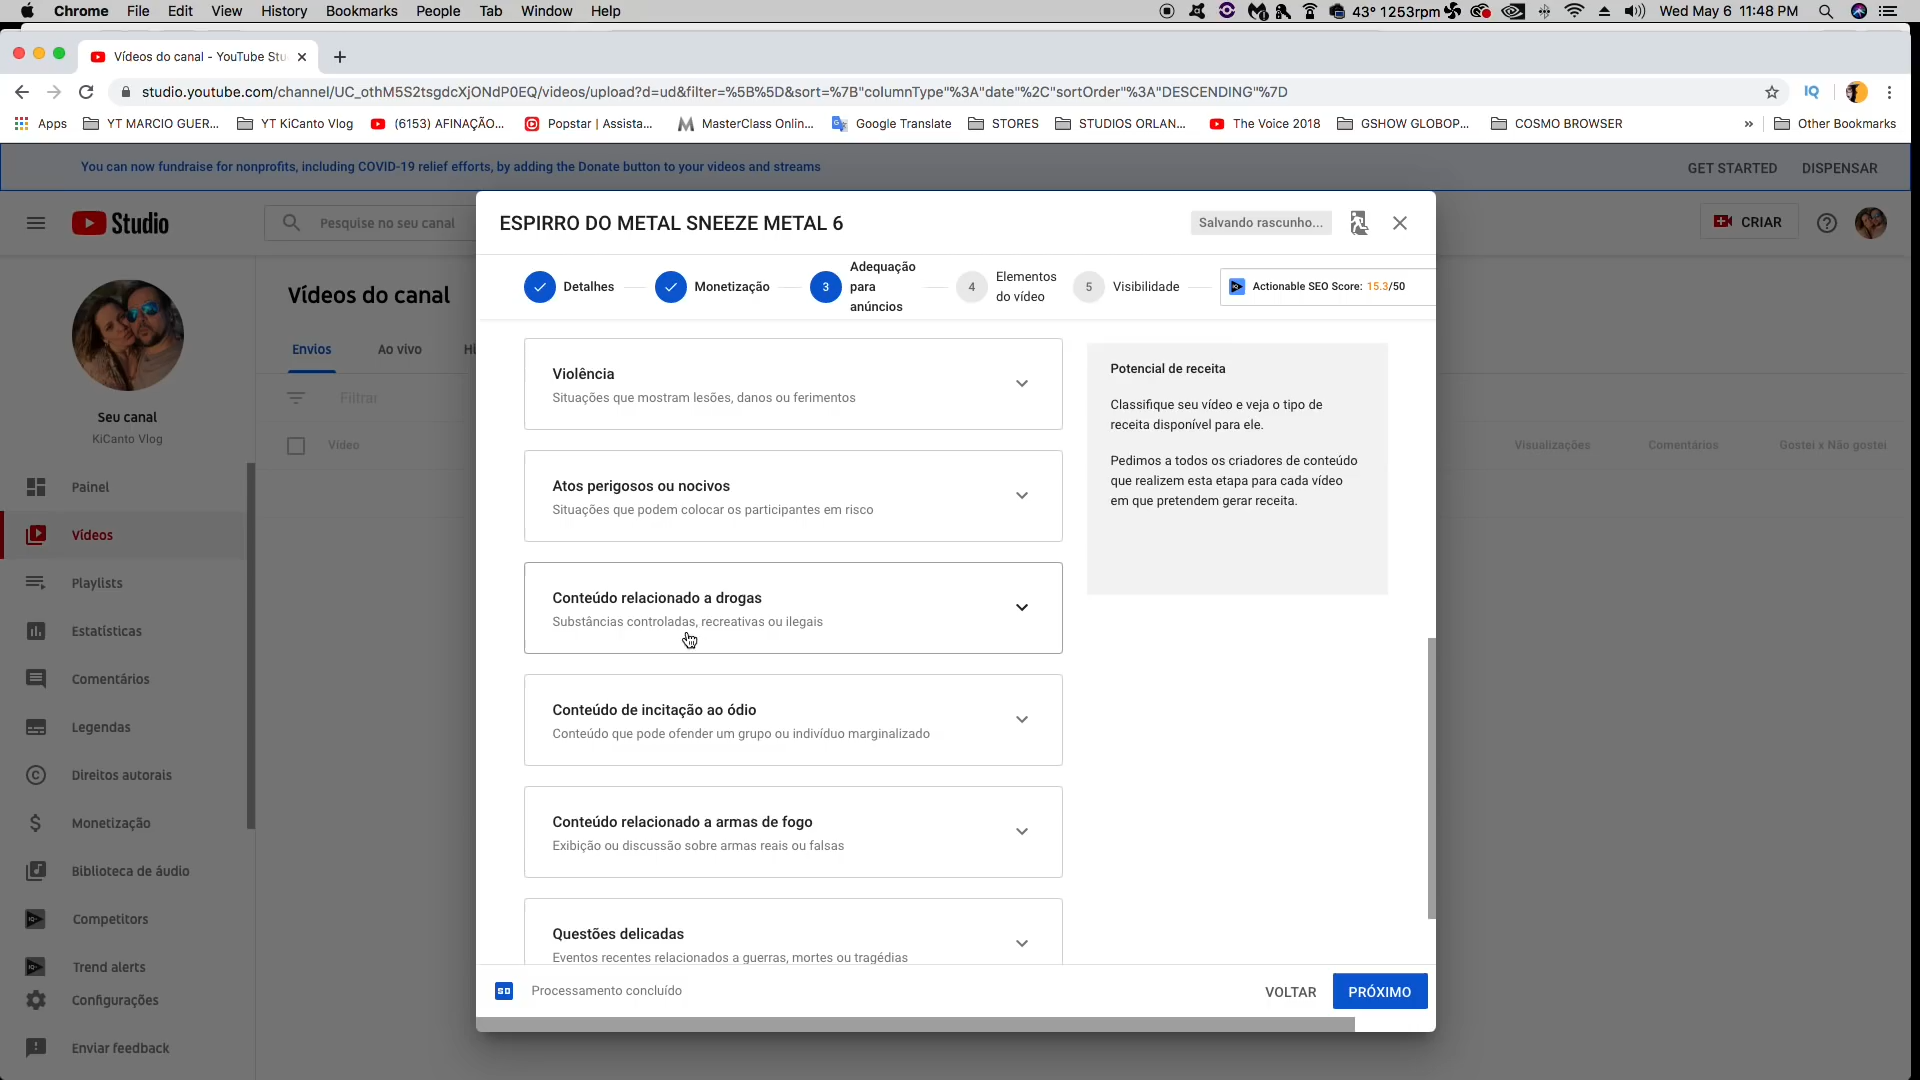 Chrome File Edit View History Bookmarks People Tab Window Help
43° 1253rpm
Wed May 6 11:48 PM
Vídeos do canal - YouTube Stu
studio.youtube.com/channel/UC_othM5S2tsgdcXjONdP0EQ/videos/upload?d=ud&filter=%5B%5D&sort=%7B"columnType"%3A"date"%2C"sortOrder"%3A"DESCENDING"%7D
IQ
Apps YT MARCIO GUER... YT KiCanto Vlog (6153) AFINAÇÃO... Popstar | Assista... MasterClass Onlin... Google Translate STORES STUDIOS ORLAN... The Voice 2018 GSHOW GLOBOP... COSMO BROWSER » Other Bookmarks
You can now fundraise for nonprofits, including COVID-19 relief efforts, by adding the Donate button to your videos and streams
GET STARTED DISPENSAR
Studio
Pesquise no seu canal
CRIAR
Seu canal
KiCanto Vlog
Painel
Vídeos
Playlists
Estatísticas
Comentários
Legendas
Direitos autorais
Monetização
Biblioteca de áudio
Competitors
Trend alerts
Configurações
Enviar feedback
Vídeos do canal
Envios Ao vivo Hi
Filtrar
Vídeo
Visualizações Comentários Gostei x Não gostei
ESPIRRO DO METAL SNEEZE METAL 6
Salvando rascunho...
Detalhes
Monetização
3
Adequação
para
anúncios
4
Elementos
do vídeo
5
Visibilidade
Actionable SEO Score: 15.3/50
Violência
Situações que mostram lesões, danos ou ferimentos
Atos perigosos ou nocivos
Situações que podem colocar os participantes em risco
Conteúdo relacionado a drogas
Substâncias controladas, recreativas ou ilegais
Conteúdo de incitação ao ódio
Conteúdo que pode ofender um grupo ou indivíduo marginalizado
Conteúdo relacionado a armas de fogo
Exibição ou discussão sobre armas reais ou falsas
Questões delicadas
Eventos recentes relacionados a guerras, mortes ou tragédias
Potencial de receita
Classifique seu vídeo e veja o tipo de
receita disponível para ele.
Pedimos a todos os criadores de conteúdo
que realizem esta etapa para cada vídeo
em que pretendem gerar receita.
SD
Processamento concluído
VOLTAR
PRÓXIMO